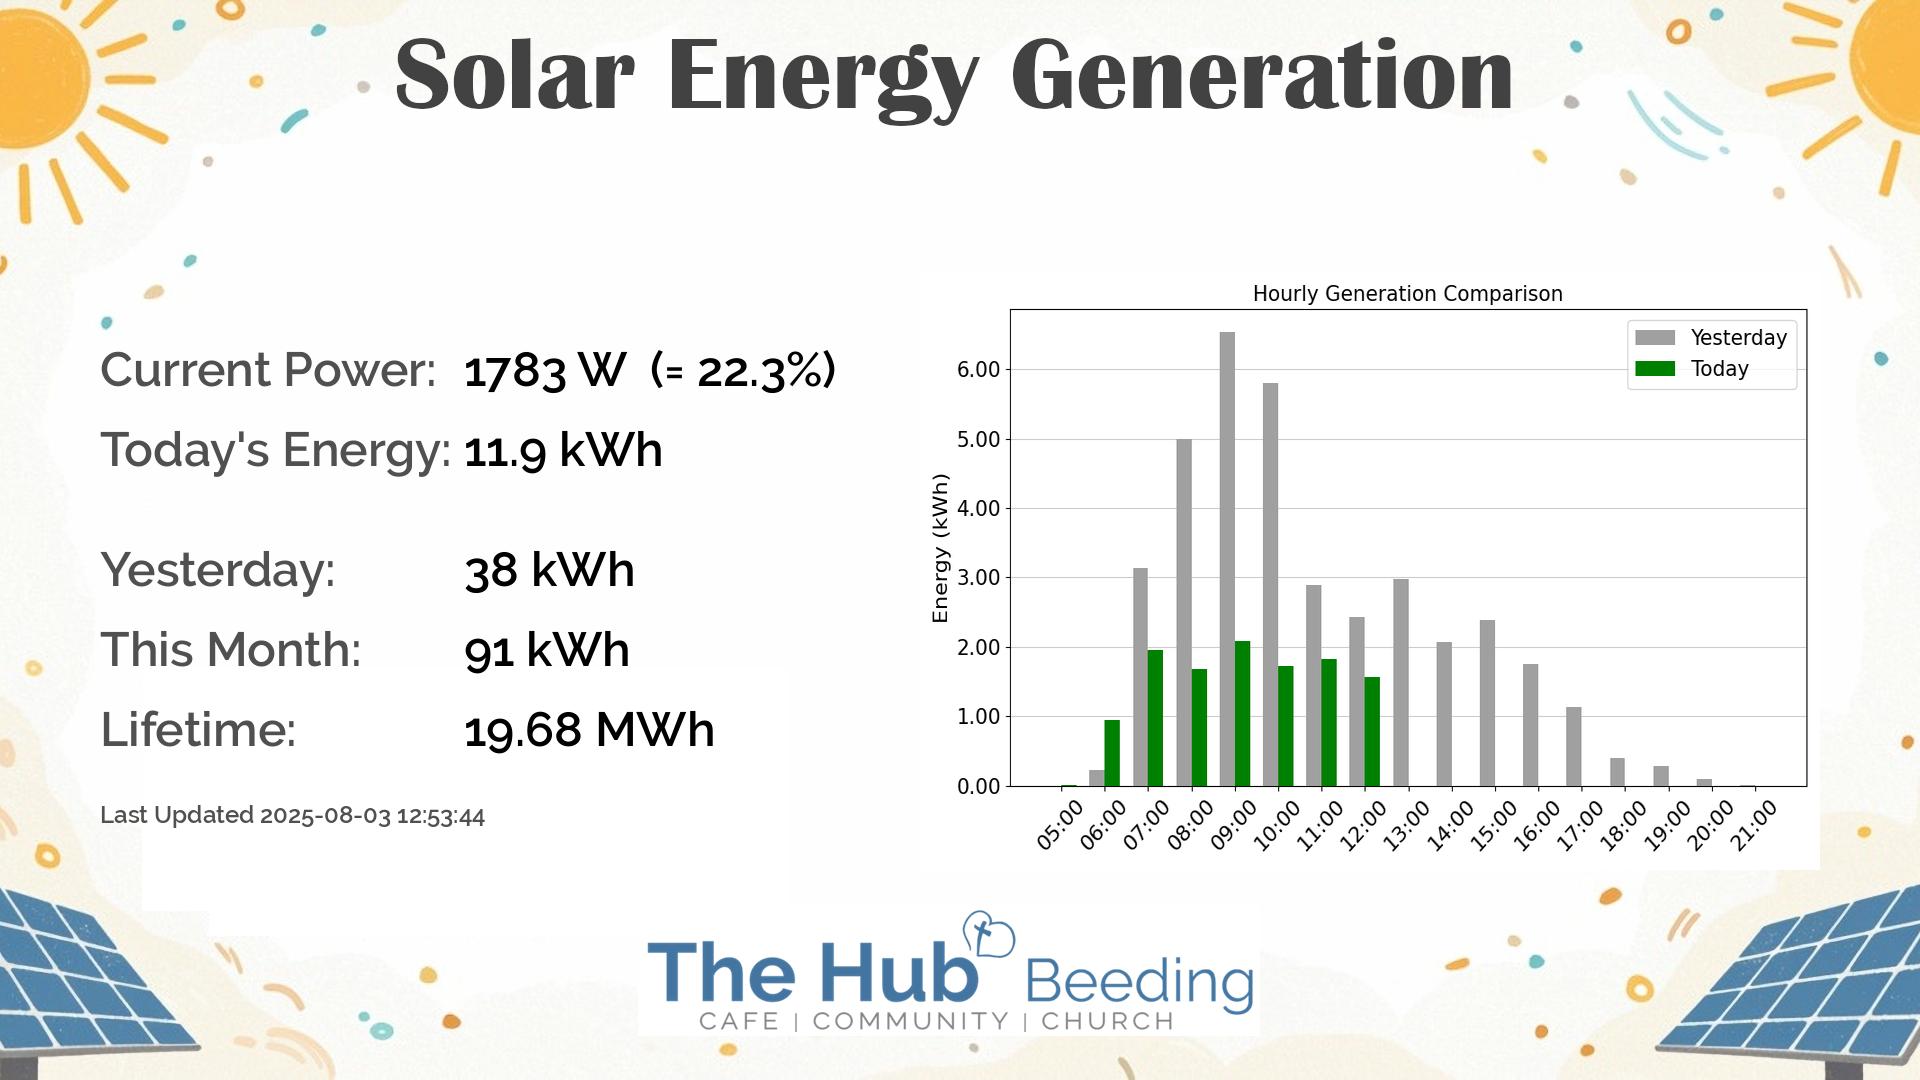 Solar Energy Generation
Current Power: 1783 W (= 22.3%)
Today's Energy: 11.9 kWh
Yesterday: 38 kWh
This Month: 91 kWh
Lifetime: 19.68 MWh
Last Updated 2025-08-03 12:53:44
Hourly Generation Comparison
Yesterday
Today
Energy (kWh)
6.00
5.00
4.00
3.00
2.00
1.00
0.00
05:00 06:00 07:00 08:00 09:00 10:00 11:00 12:00 13:00 14:00 15:00 16:00 17:00 18:00 19:00 20:00 21:00
The Hub Beeding
CAFE | COMMUNITY | CHURCH